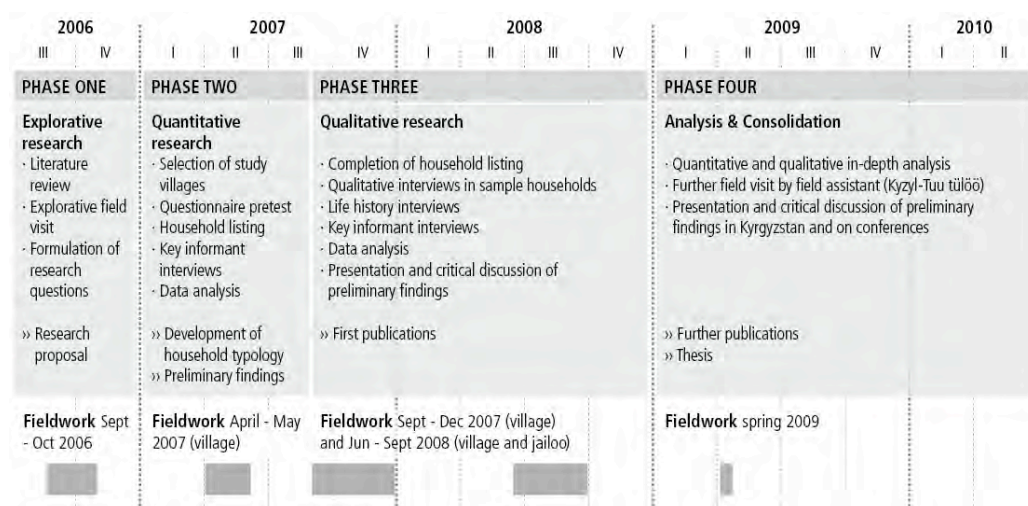 2006 2007 2008 2009 2010
III IV I II III IV I II III IV I II III IV I II
PHASE ONE
Explorative
research
· Literature
review
· Explorative field
visit
· Formulation of
research
questions
›› Research
proposal
Fieldwork Sept
- Oct 2006
PHASE TWO
Quantitative
research
· Selection of study
villages
· Questionnaire pretest
· Household listing
· Key informant
interviews
· Data analysis
›› Development of
household typology
›› Preliminary findings
Fieldwork April - May
2007 (village)
PHASE THREE
Qualitative research
· Completion of household listing
· Qualitative interviews in sample households
· Life history interviews
· Key informant interviews
· Data analysis
· Presentation and critical discussion of
preliminary findings
›› First publications
Fieldwork Sept - Dec 2007 (village)
and Jun - Sept 2008 (village and jailoo)
PHASE FOUR
Analysis & Consolidation
· Quantitative and qualitative in-depth analysis
· Further field visit by field assistant (Kyzyl-Tuu tülöö)
· Presentation and critical discussion of preliminary
findings in Kyrgyzstan and on conferences
›› Further publications
›› Thesis
Fieldwork spring 2009